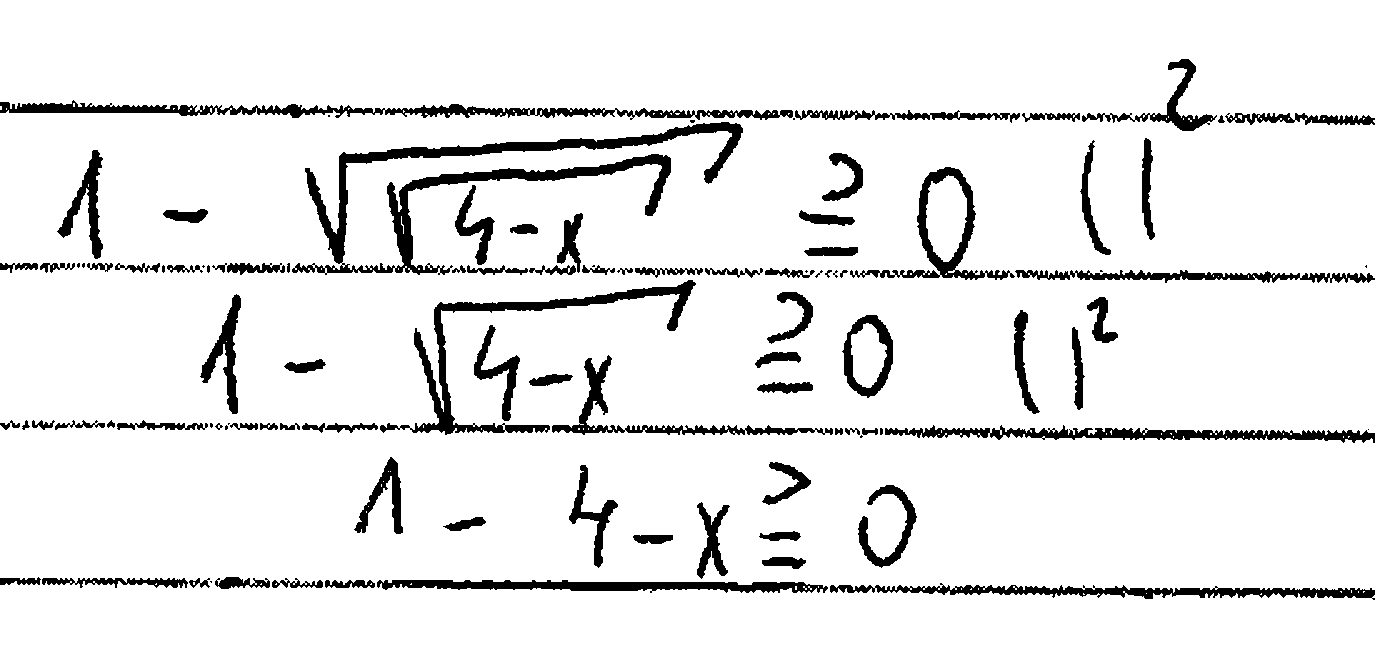 1 - √(√(4-x)) ≧ 0 ( )²
1 - √(4-x) ≧ 0 ( )²
1 - 4-x ≧ 0